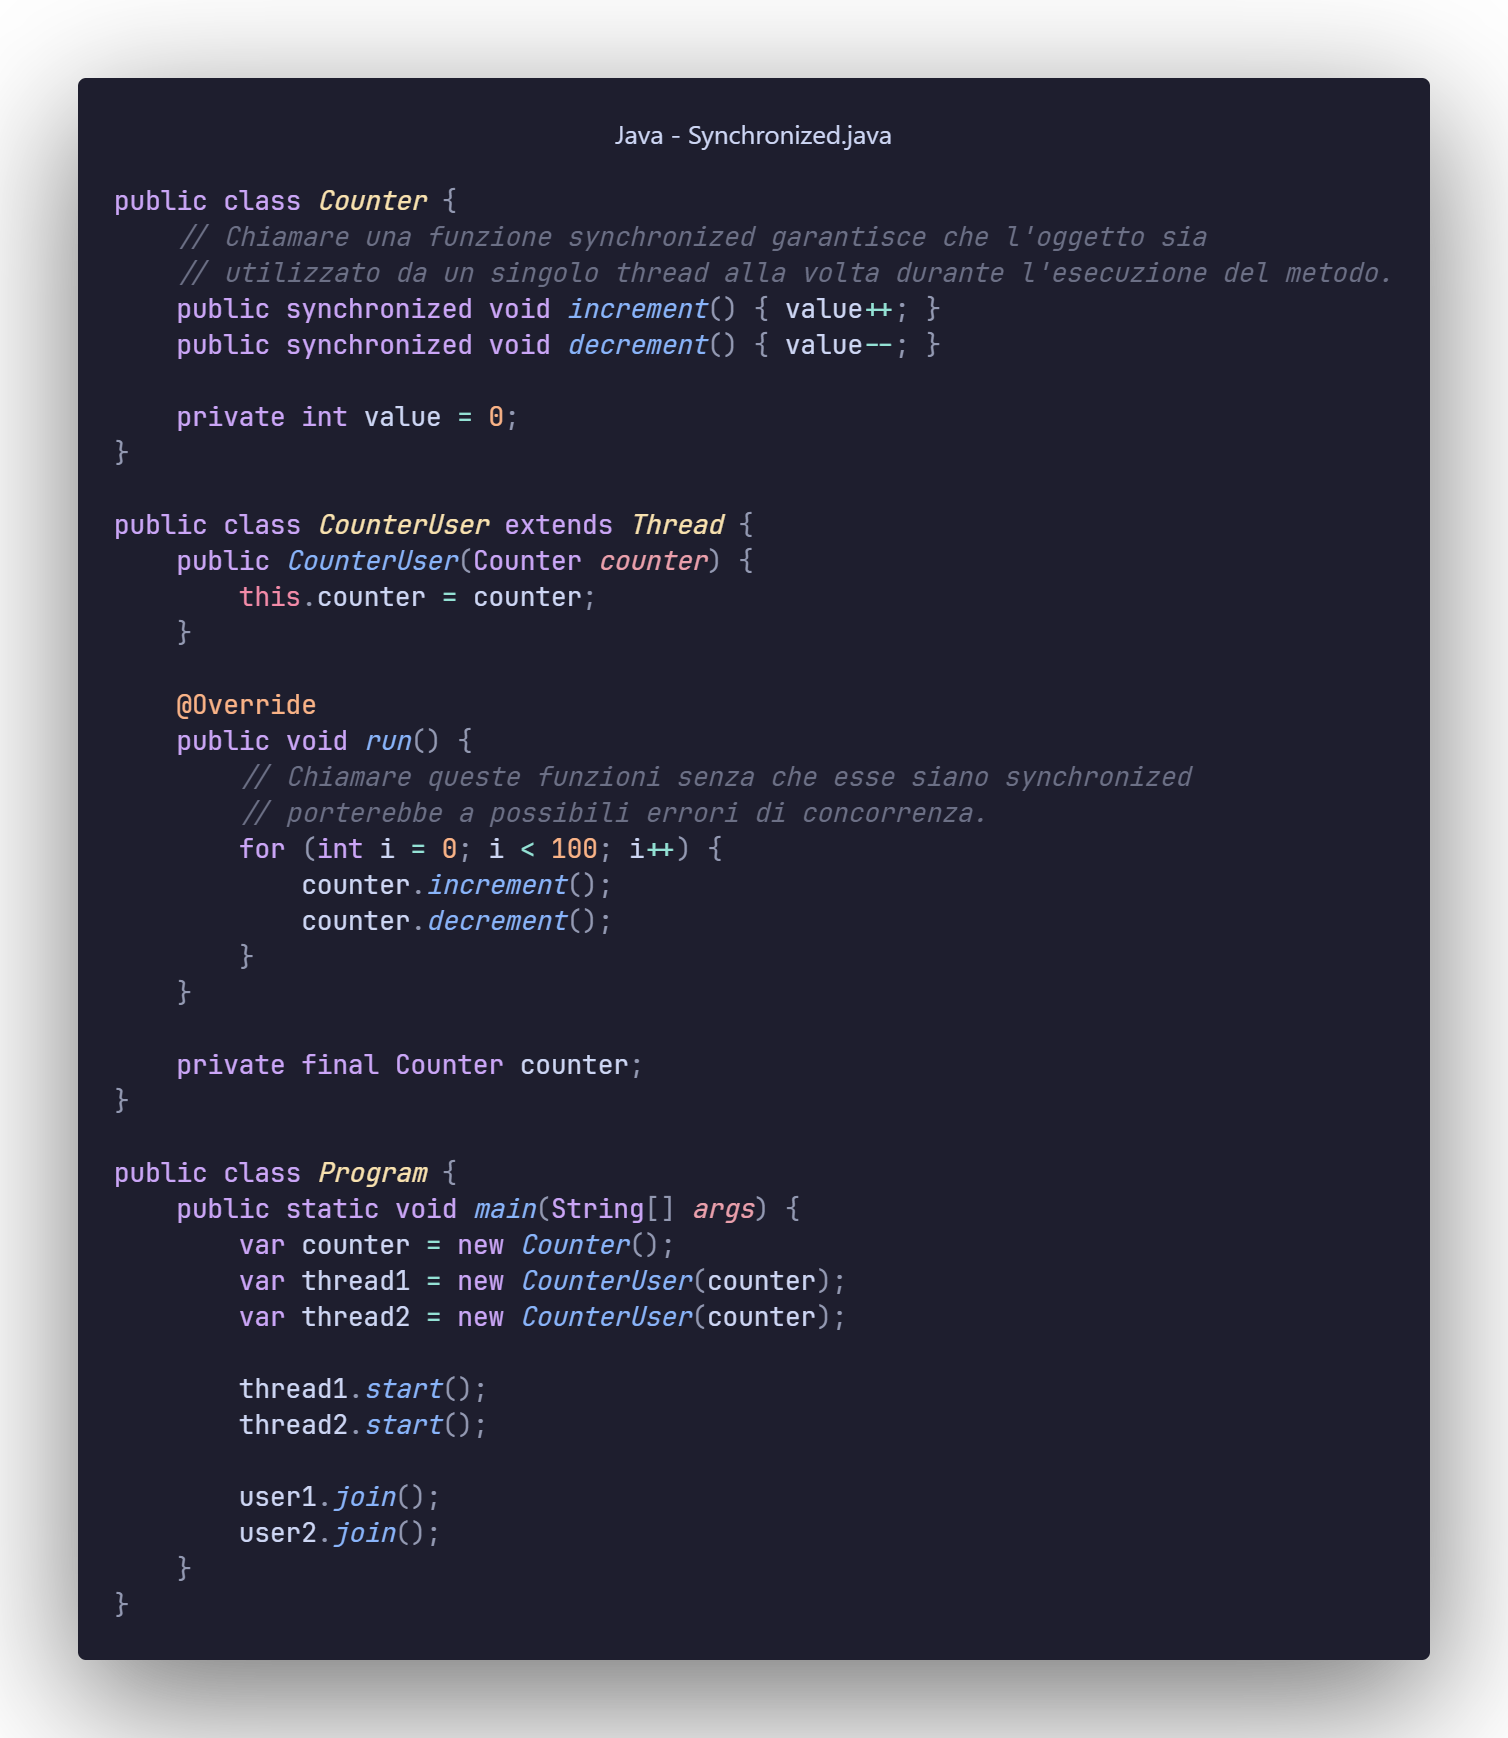 Java - Synchronized.java
public class Counter {
    // Chiamare una funzione synchronized garantisce che l'oggetto sia
    // utilizzato da un singolo thread alla volta durante l'esecuzione del metodo.
    public synchronized void increment() { value++; }
    public synchronized void decrement() { value--; }
    private int value = 0;
}
public class CounterUser extends Thread {
    public CounterUser(Counter counter) {
        this.counter = counter;
    }
    @Override
    public void run() {
        // Chiamare queste funzioni senza che esse siano synchronized
        // porterebbe a possibili errori di concorrenza.
        for (int i = 0; i < 100; i++) {
            counter.increment();
            counter.decrement();
        }
    }
    private final Counter counter;
}
public class Program {
    public static void main(String[] args) {
        var counter = new Counter();
        var thread1 = new CounterUser(counter);
        var thread2 = new CounterUser(counter);
        thread1.start();
        thread2.start();
        user1.join();
        user2.join();
    }
}